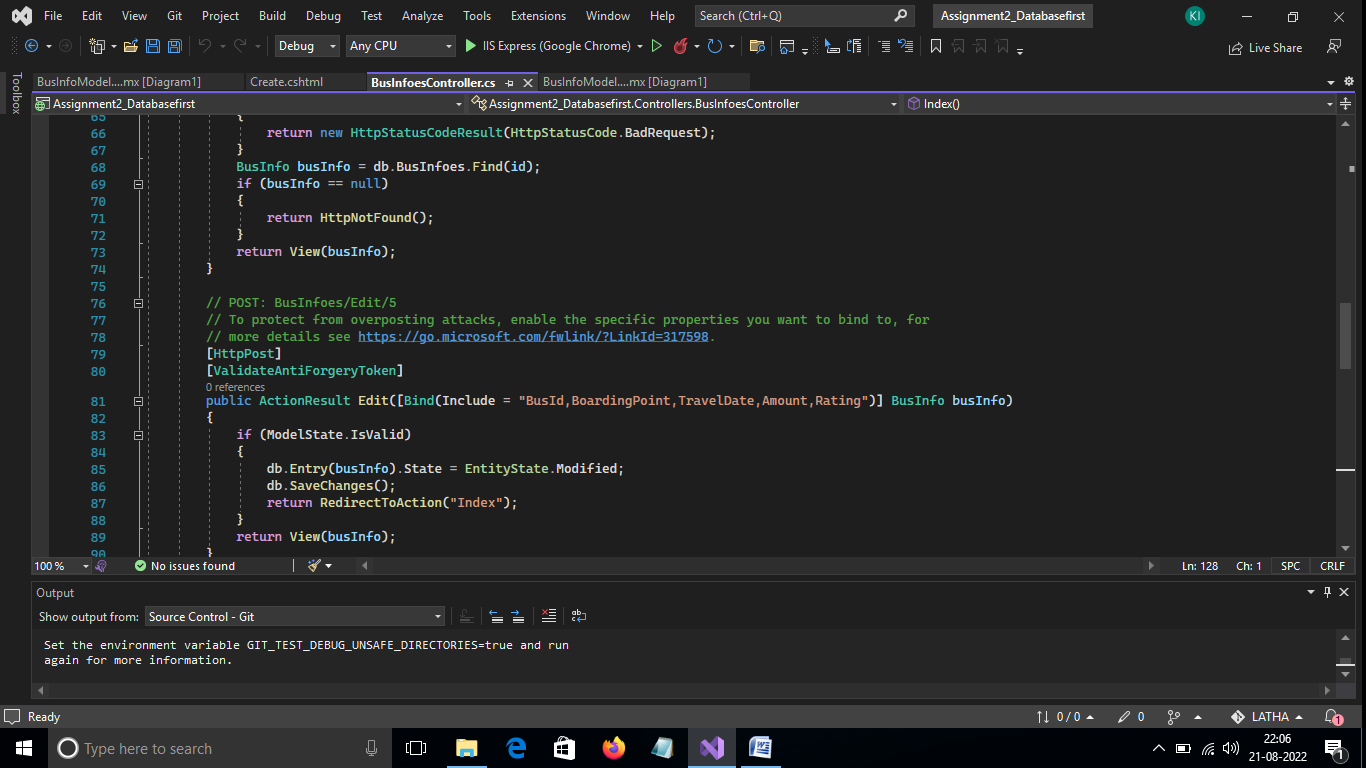 File Edit View Git Project Build Debug Test Analyze Tools Extensions Window Help Search (Ctrl+Q) Assignment2_Databasefirst KI
Debug Any CPU IIS Express (Google Chrome) Live Share
Toolbox
BusInfoModel....mx [Diagram1] Create.cshtml BusInfoesController.cs BusInfoModel....mx [Diagram1]
Assignment2_Databasefirst Assignment2_Databasefirst.Controllers.BusInfoesController Index()
65 {
66 return new HttpStatusCodeResult(HttpStatusCode.BadRequest);
67 }
68 BusInfo busInfo = db.BusInfoes.Find(id);
69 if (busInfo == null)
70 {
71 return HttpNotFound();
72 }
73 return View(busInfo);
74 }
75
76 // POST: BusInfoes/Edit/5
77 // To protect from overposting attacks, enable the specific properties you want to bind to, for
78 // more details see https://go.microsoft.com/fwlink/?LinkId=317598.
79 [HttpPost]
80 [ValidateAntiForgeryToken]
0 references
81 public ActionResult Edit([Bind(Include = "BusId,BoardingPoint,TravelDate,Amount,Rating")] BusInfo busInfo)
82 {
83 if (ModelState.IsValid)
84 {
85 db.Entry(busInfo).State = EntityState.Modified;
86 db.SaveChanges();
87 return RedirectToAction("Index");
88 }
89 return View(busInfo);
90 }
100 % No issues found Ln: 128 Ch: 1 SPC CRLF
Output
Show output from: Source Control - Git
Set the environment variable GIT_TEST_DEBUG_UNSAFE_DIRECTORIES=true and run
again for more information.
Ready 0 / 0 0 LATHA 1
Type here to search 22:06
21-08-2022 1